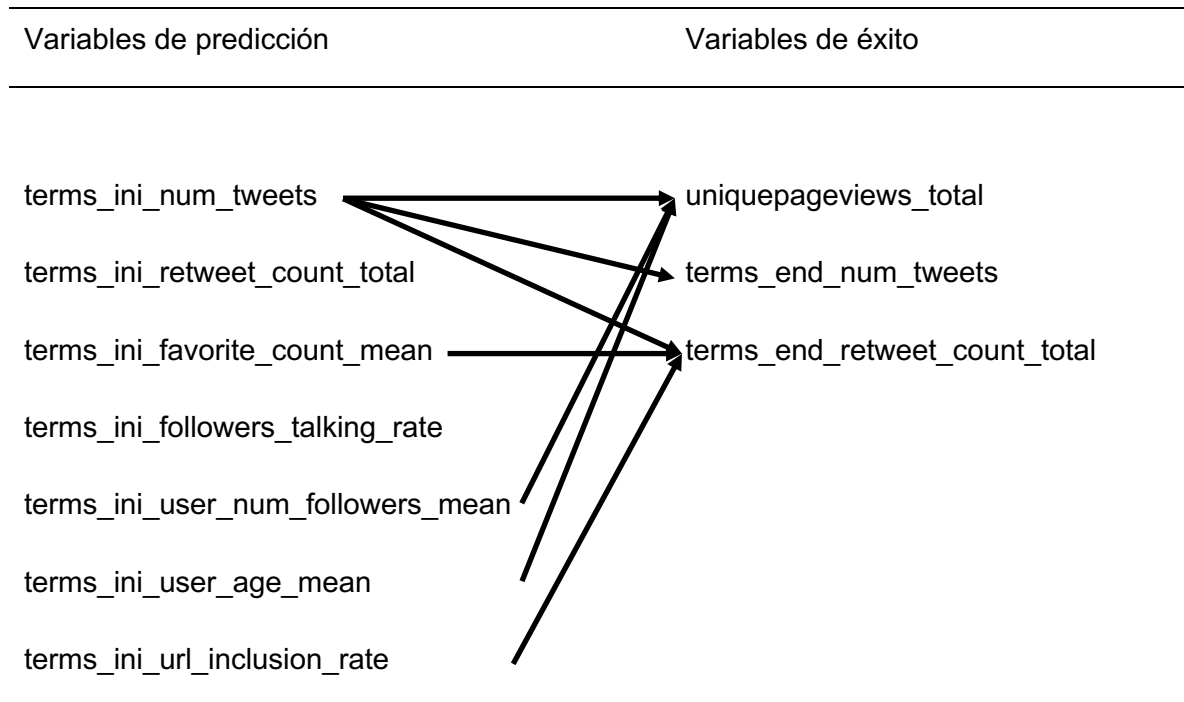 Variables de predicción Variables de éxito
terms_ini_num_tweets uniquepageviews_total
terms_ini_retweet_count_total terms_end_num_tweets
terms_ini_favorite_count_mean terms_end_retweet_count_total
terms_ini_followers_talking_rate
terms_ini_user_num_followers_mean
terms_ini_user_age_mean
terms_ini_url_inclusion_rate